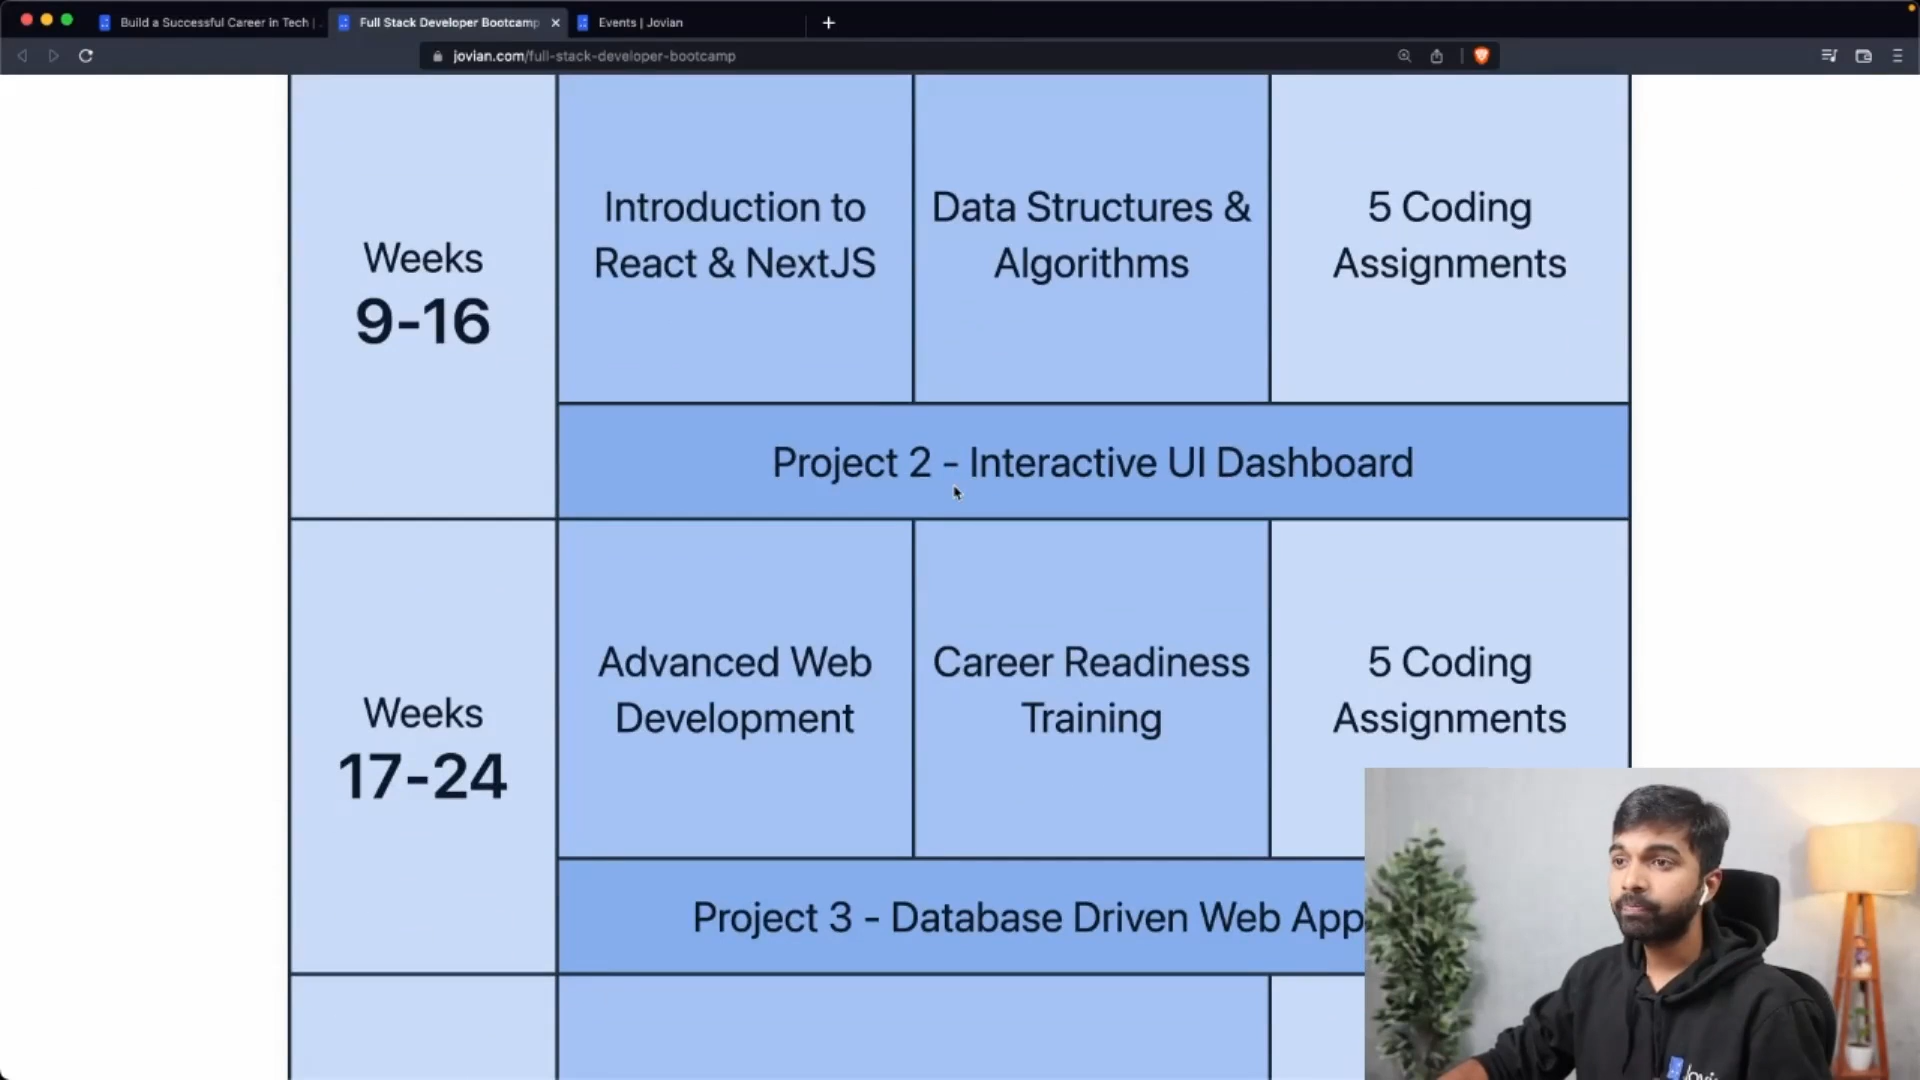 Build a Successful Career in Tech |
Full Stack Developer Bootcamp
Events | Jovian
jovian.com/full-stack-developer-bootcamp
Weeks
9-16
Introduction to
React & NextJS
Data Structures &
Algorithms
5 Coding
Assignments
Project 2 - Interactive UI Dashboard
Weeks
17-24
Advanced Web
Development
Career Readiness
Training
5 Coding
Assignments
Project 3 - Database Driven Web App